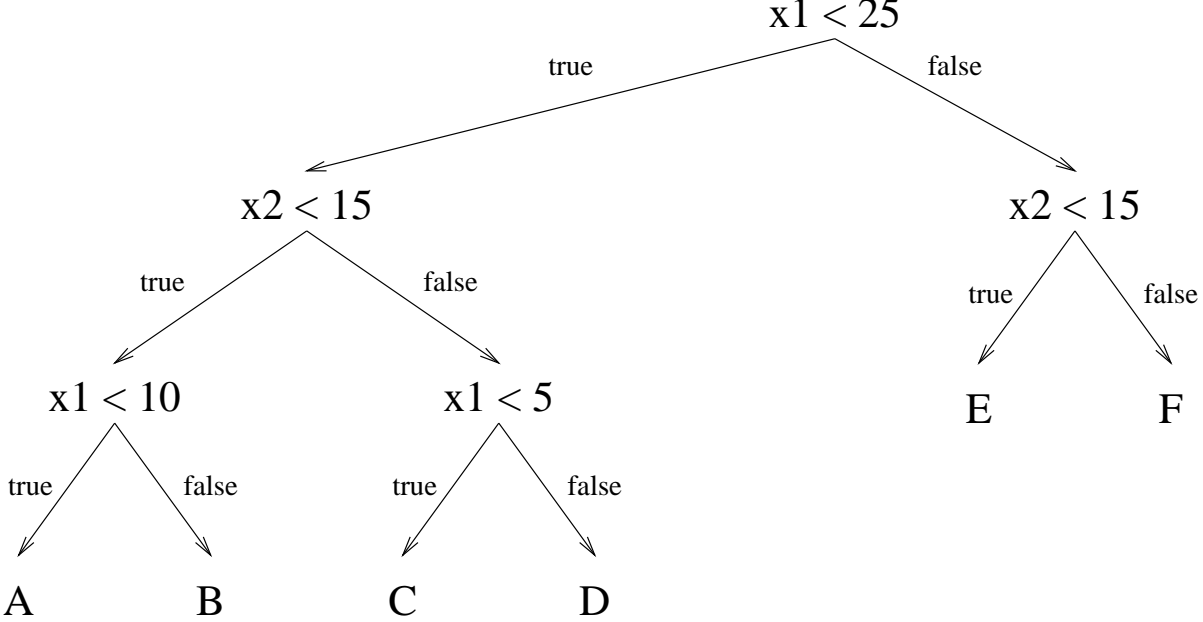 x1 < 25
true
false
x2 < 15
x2 < 15
true
false
true
false
x1 < 10
x1 < 5
E
F
true
false
true
false
A
B
C
D